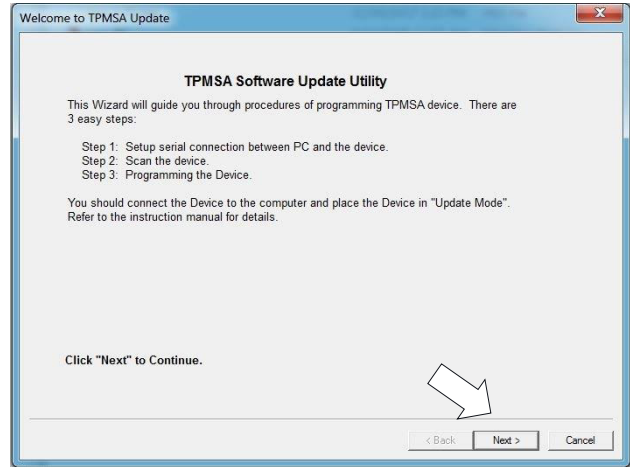 Welcome to TPMSA Update
TPMSA Software Update Utility
This Wizard will guide you through procedures of programming TPMSA device. There are
3 easy steps:
Step 1: Setup serial connection between PC and the device.
Step 2: Scan the device.
Step 3: Programming the Device.
You should connect the Device to the computer and place the Device in "Update Mode".
Refer to the instruction manual for details.
Click "Next" to Continue.
< Back Next > Cancel